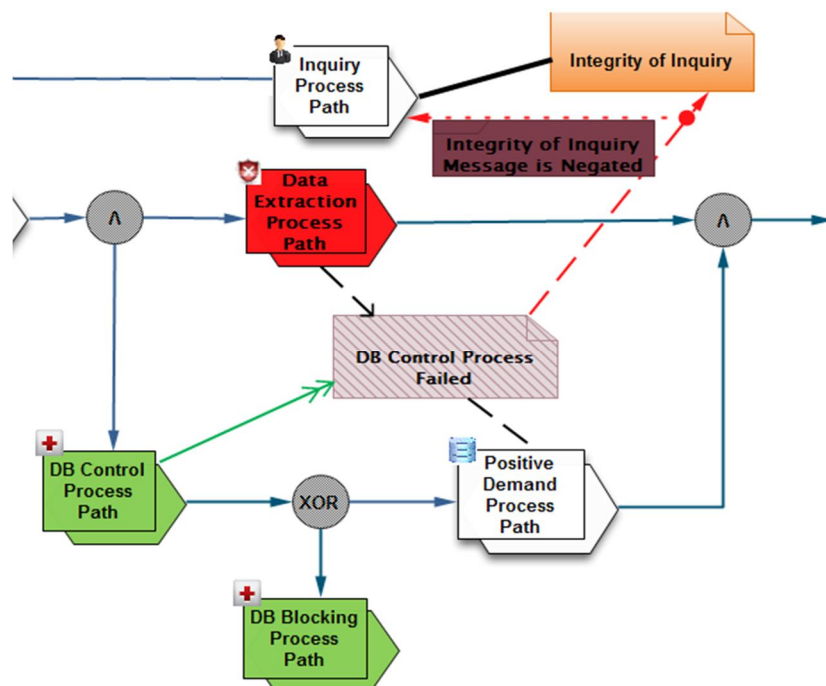 Inquiry
Process
Path
Integrity of Inquiry
Integrity of Inquiry
Message is Negated
Data
Extraction
Process
Path
Λ
Λ
DB Control Process
Failed
DB Control
Process
Path
XOR
Positive
Demand
Process
Path
DB Blocking
Process
Path